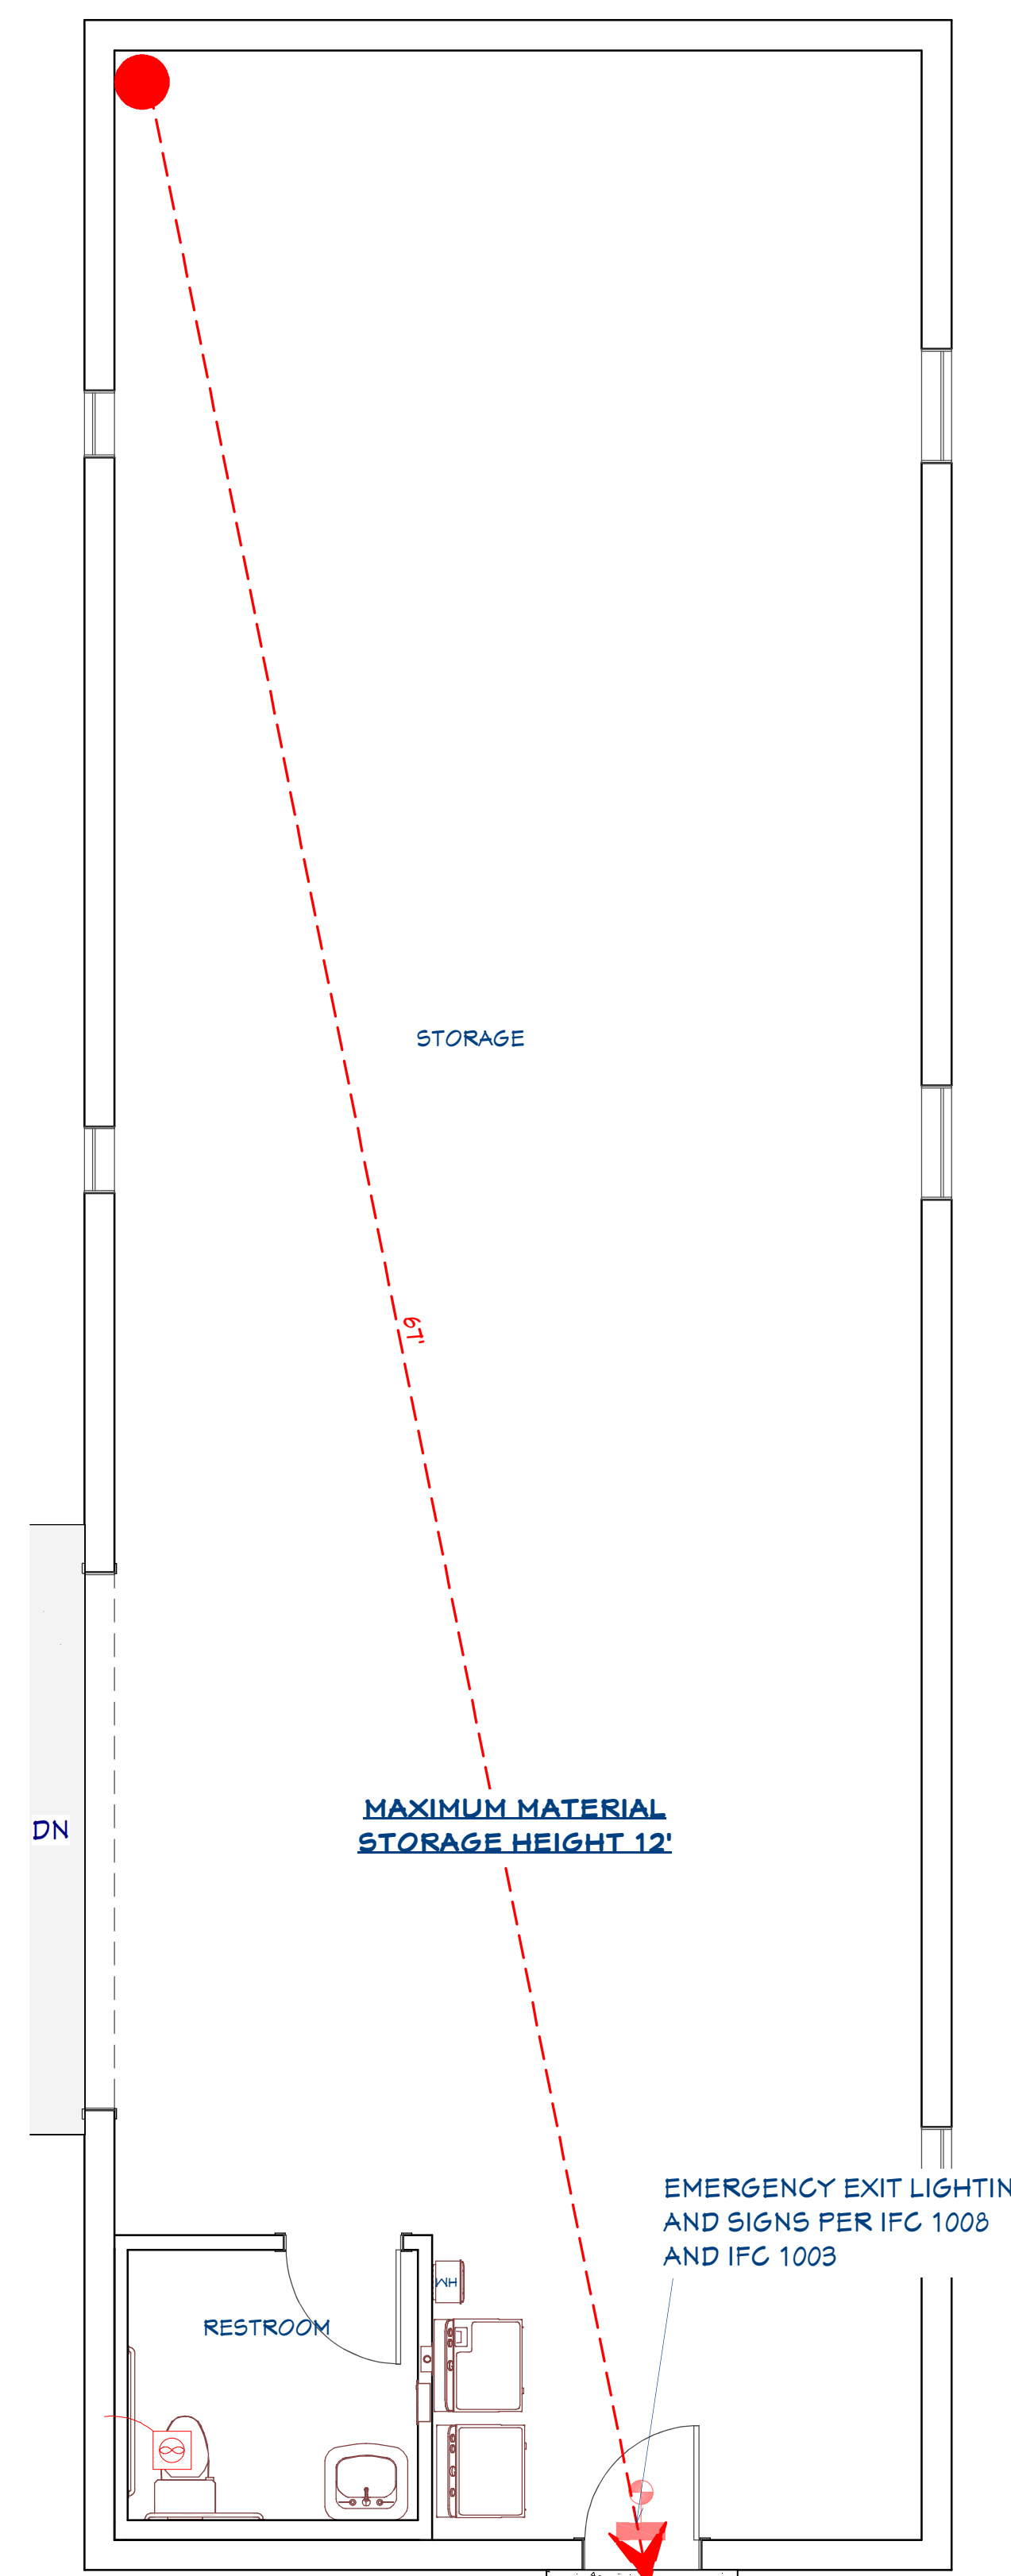 STORAGE
67'
MAXIMUM MATERIAL
STORAGE HEIGHT 12'
DN
EMERGENCY EXIT LIGHTIN
AND SIGNS PER IFC 1008
AND IFC 1003
WH
RESTROOM